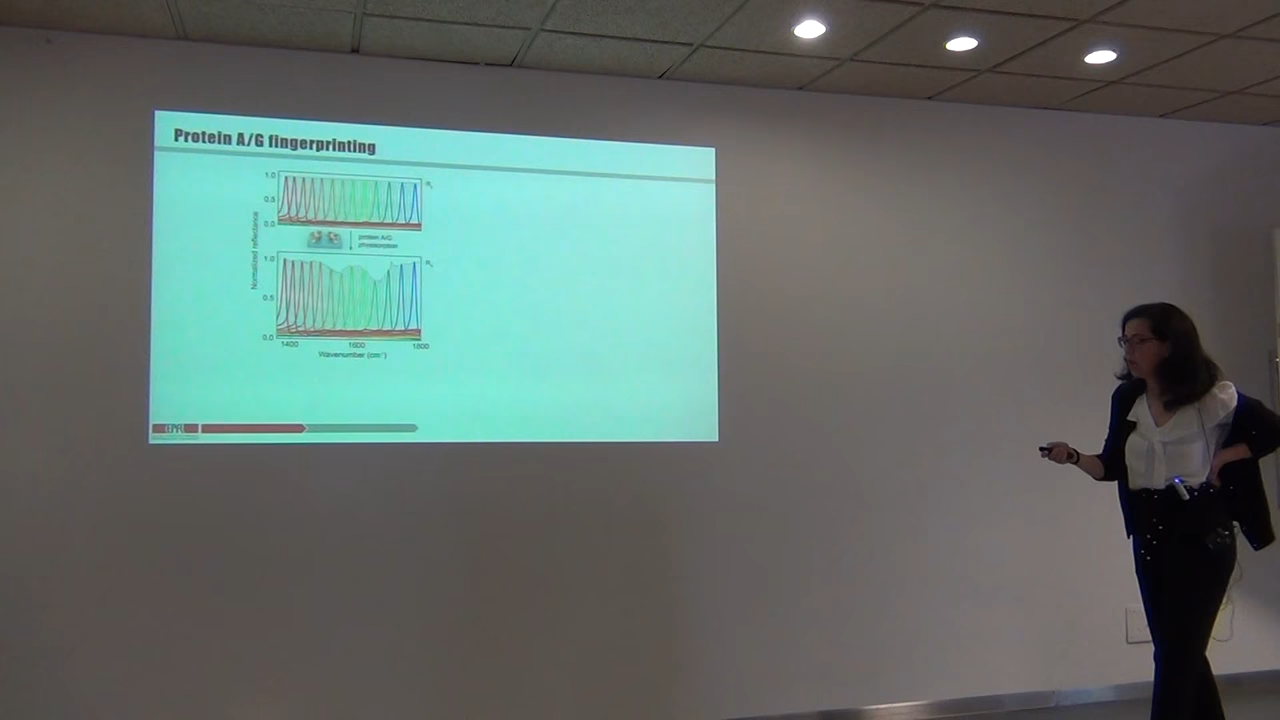 Protein A/G fingerprinting
1.0
0.5
0.0
protein A/G
physisorption
Normalized reflectance
1.0
0.5
0.0
1400
1600
1800
Wavenumber (cm⁻¹)
EPFL